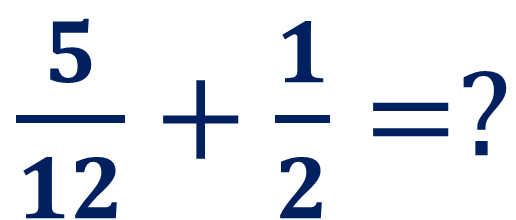 5/12 + 1/2 =?